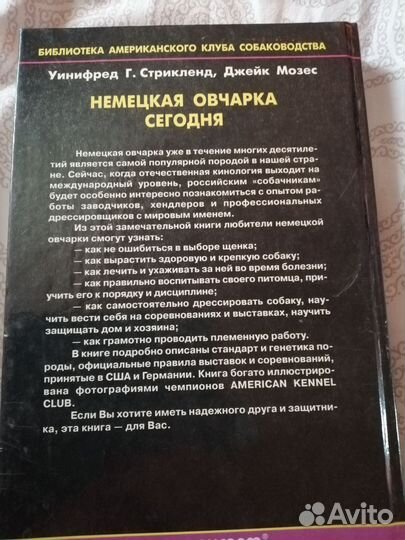 БИБЛИОТЕКА АМЕРИКАНСКОГО КЛУБА СОБАКОВОДСТВА
Уинифред Г. Стрикленд, Джейк Мозес
НЕМЕЦКАЯ ОВЧАРКА
СЕГОДНЯ
Немецкая овчарка уже в течение многих десятиле-
тий является самой популярной породой в нашей стра-
не. Сейчас, когда отечественная кинология выходит на
международный уровень, российским «собачникам»
будет особенно интересно познакомиться с опытом ра-
боты заводчиков, хендлеров и профессиональных
дрессировщиков с мировым именем.
Из этой замечательной книги любители немецкой
овчарки смогут узнать:
— как не ошибиться в выборе щенка;
— как вырастить здоровую и крепкую собаку;
— как лечить и ухаживать за ней во время болезни;
— как правильно воспитывать своего питомца, при-
учить его к порядку и дисциплине;
— как самостоятельно дрессировать собаку, нау-
чить вести себя на соревнованиях и выставках, научить
защищать дом и хозяина;
— как грамотно проводить племенную работу.
В книге подробно описаны стандарт и генетика по-
роды, официальные правила выставок и соревнований,
принятые в США и Германии. Книга богато иллюстриро-
вана фотографиями чемпионов AMERICAN KENNEL
CLUB.
Если Вы хотите иметь надежного друга и защитни-
ка, эта книга — для Вас.
Avito